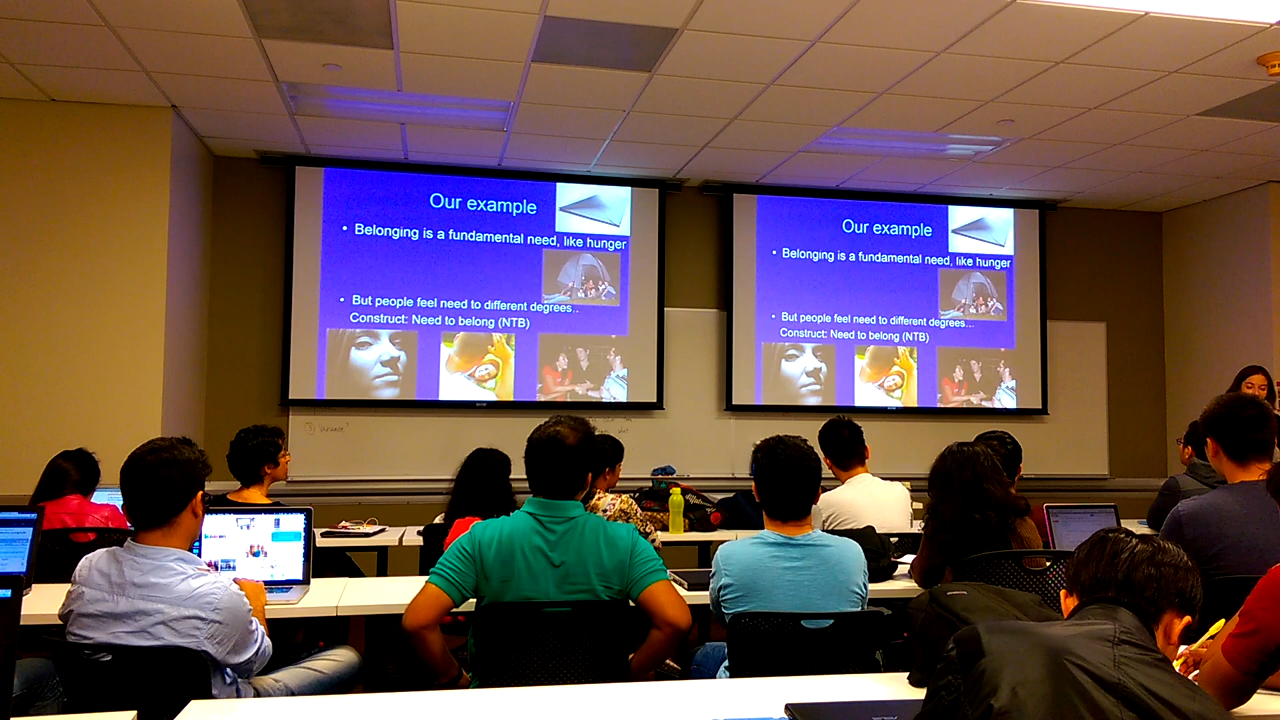 Our example
• Belonging is a fundamental need, like hunger
• But people feel need to different degrees…
Construct: Need to belong (NTB)
Our example
• Belonging is a fundamental need, like hunger
• But people feel need to different degrees…
Construct: Need to belong (NTB)